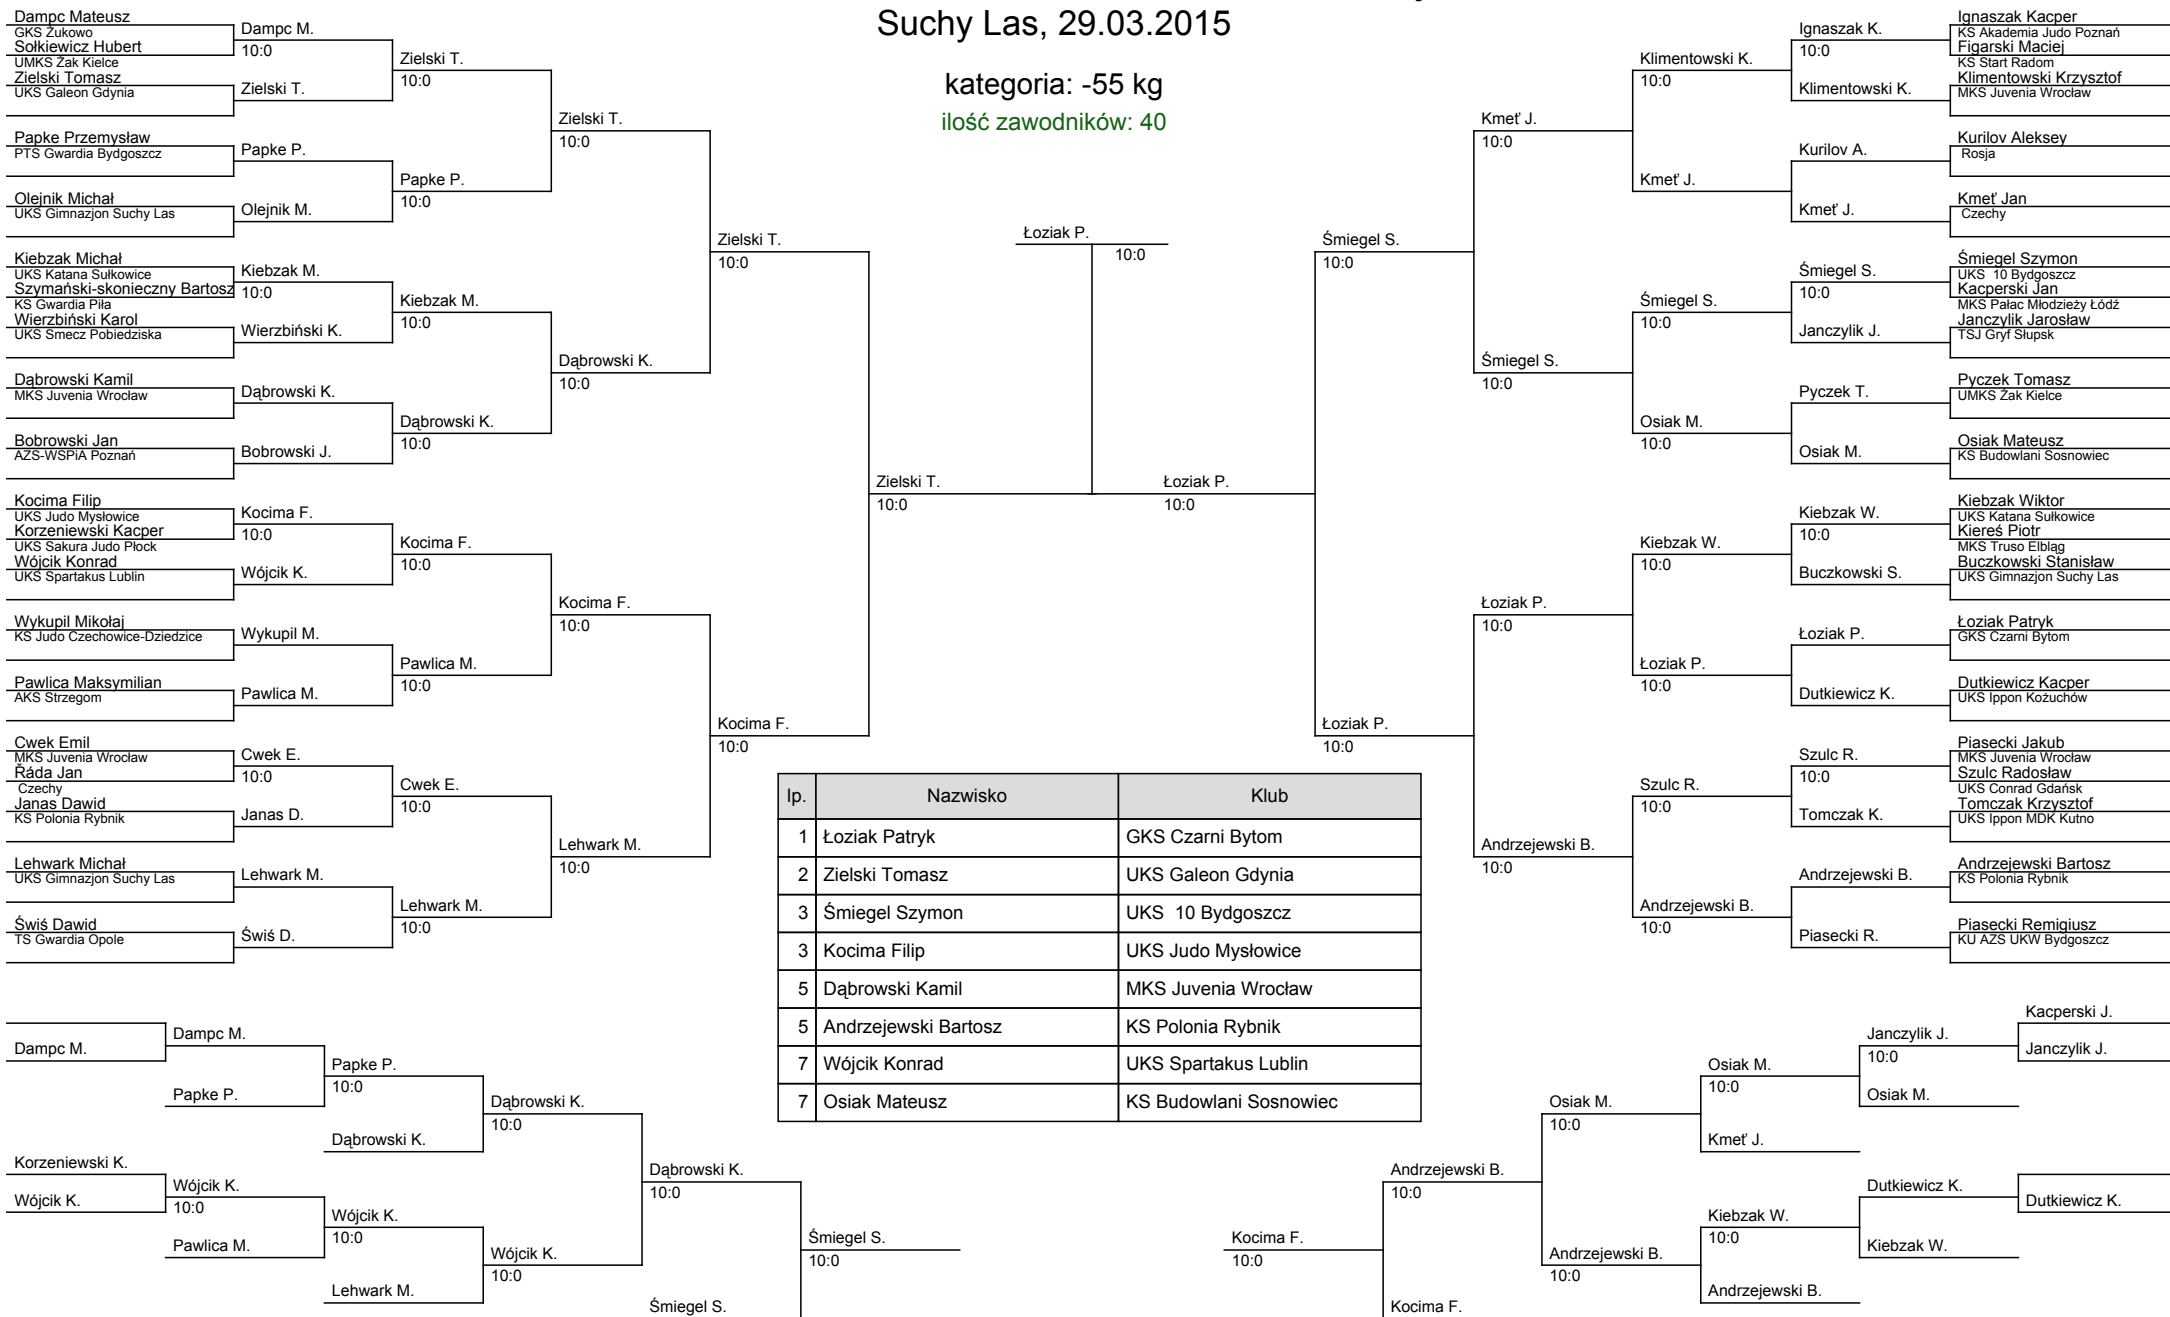 Suchy Las, 29.03.2015
kategoria: -55 kg
ilość zawodników: 40
Dampc Mateusz
GKS Żukowo
Sołkiewicz Hubert
UMKS Żak Kielce
Zielski Tomasz
UKS Galeon Gdynia
Papke Przemysław
PTS Gwardia Bydgoszcz
Olejnik Michał
UKS Gimnazjon Suchy Las
Kiebzak Michał
UKS Katana Sułkowice
Szymański-skonieczny Bartosz
KS Gwardia Piła
Wierzbiński Karol
UKS Smecz Pobiedziska
Dąbrowski Kamil
MKS Juvenia Wrocław
Bobrowski Jan
AZS-WSPiA Poznań
Kocima Filip
UKS Judo Mysłowice
Korzeniewski Kacper
UKS Sakura Judo Płock
Wójcik Konrad
UKS Spartakus Lublin
Wykupil Mikołaj
KS Judo Czechowice-Dziedzice
Pawlica Maksymilian
AKS Strzegom
Cwek Emil
MKS Juvenia Wrocław
Řáda Jan
Czechy
Janas Dawid
KS Polonia Rybnik
Lehwark Michał
UKS Gimnazjon Suchy Las
Świś Dawid
TS Gwardia Opole
Dampc M.
10:0
Zielski T.
Papke P.
Olejnik M.
Kiebzak M.
10:0
Wierzbiński K.
Dąbrowski K.
Bobrowski J.
Kocima F.
10:0
Wójcik K.
Wykupil M.
Pawlica M.
Cwek E.
10:0
Janas D.
Lehwark M.
Świś D.
Zielski T.
10:0
Papke P.
10:0
Kiebzak M.
10:0
Dąbrowski K.
10:0
Kocima F.
10:0
Pawlica M.
10:0
Cwek E.
10:0
Lehwark M.
10:0
Zielski T.
10:0
Dąbrowski K.
10:0
Kocima F.
10:0
Lehwark M.
10:0
Zielski T.
10:0
Kocima F.
10:0
Zielski T.
10:0
Łoziak P.
10:0
Łoziak P.
10:0
Śmiegel S.
10:0
Łoziak P.
10:0
Kmeť J.
10:0
Śmiegel S.
10:0
Łoziak P.
10:0
Andrzejewski B.
10:0
Klimentowski K.
10:0
Kmeť J.
Śmiegel S.
10:0
Osiak M.
10:0
Kiebzak W.
10:0
Łoziak P.
10:0
Szulc R.
10:0
Andrzejewski B.
10:0
Ignaszak K.
10:0
Klimentowski K.
Kurilov A.
Kmeť J.
Śmiegel S.
10:0
Janczylik J.
Pyczek T.
Osiak M.
Kiebzak W.
10:0
Buczkowski S.
Łoziak P.
Dutkiewicz K.
Szulc R.
10:0
Tomczak K.
Andrzejewski B.
Piasecki R.
Ignaszak Kacper
KS Akademia Judo Poznań
Figarski Maciej
KS Start Radom
Klimentowski Krzysztof
MKS Juvenia Wrocław
Kurilov Aleksey
Rosja
Kmeť Jan
Czechy
Śmiegel Szymon
UKS 10 Bydgoszcz
Kacperski Jan
MKS Pałac Młodzieży Łódź
Janczylik Jarosław
TSJ Gryf Słupsk
Pyczek Tomasz
UMKS Żak Kielce
Osiak Mateusz
KS Budowlani Sosnowiec
Kiebzak Wiktor
UKS Katana Sułkowice
Kiereś Piotr
MKS Truso Elbląg
Buczkowski Stanisław
UKS Gimnazjon Suchy Las
Łoziak Patryk
GKS Czarni Bytom
Dutkiewicz Kacper
UKS Ippon Kożuchów
Piasecki Jakub
MKS Juvenia Wrocław
Szulc Radosław
UKS Conrad Gdańsk
Tomczak Krzysztof
UKS Ippon MDK Kutno
Andrzejewski Bartosz
KS Polonia Rybnik
Piasecki Remigiusz
KU AZS UKW Bydgoszcz
lp. Nazwisko Klub
1 Łoziak Patryk GKS Czarni Bytom
2 Zielski Tomasz UKS Galeon Gdynia
3 Śmiegel Szymon UKS 10 Bydgoszcz
3 Kocima Filip UKS Judo Mysłowice
5 Dąbrowski Kamil MKS Juvenia Wrocław
5 Andrzejewski Bartosz KS Polonia Rybnik
7 Wójcik Konrad UKS Spartakus Lublin
7 Osiak Mateusz KS Budowlani Sosnowiec
Dampc M.
Korzeniewski K.
Wójcik K.
Dampc M.
Papke P.
Wójcik K.
10:0
Pawlica M.
Papke P.
10:0
Dąbrowski K.
Wójcik K.
10:0
Lehwark M.
Dąbrowski K.
10:0
Wójcik K.
10:0
Dąbrowski K.
10:0
Śmiegel S.
Śmiegel S.
10:0
Kocima F.
10:0
Andrzejewski B.
10:0
Kocima F.
Osiak M.
10:0
Andrzejewski B.
10:0
Osiak M.
10:0
Kmeť J.
Kiebzak W.
10:0
Andrzejewski B.
Janczylik J.
10:0
Osiak M.
Dutkiewicz K.
Kiebzak W.
Kacperski J.
Janczylik J.
Dutkiewicz K.